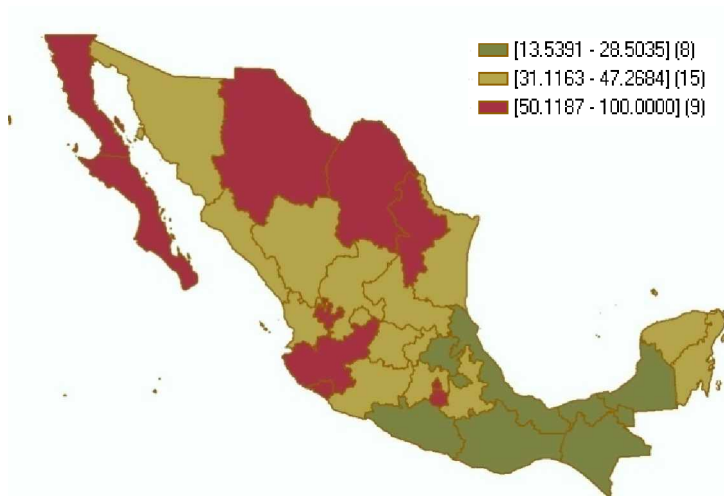 [13.5391 - 28.5035] (8)
[31.1163 - 47.2684] (15)
[50.1187 - 100.0000] (9)